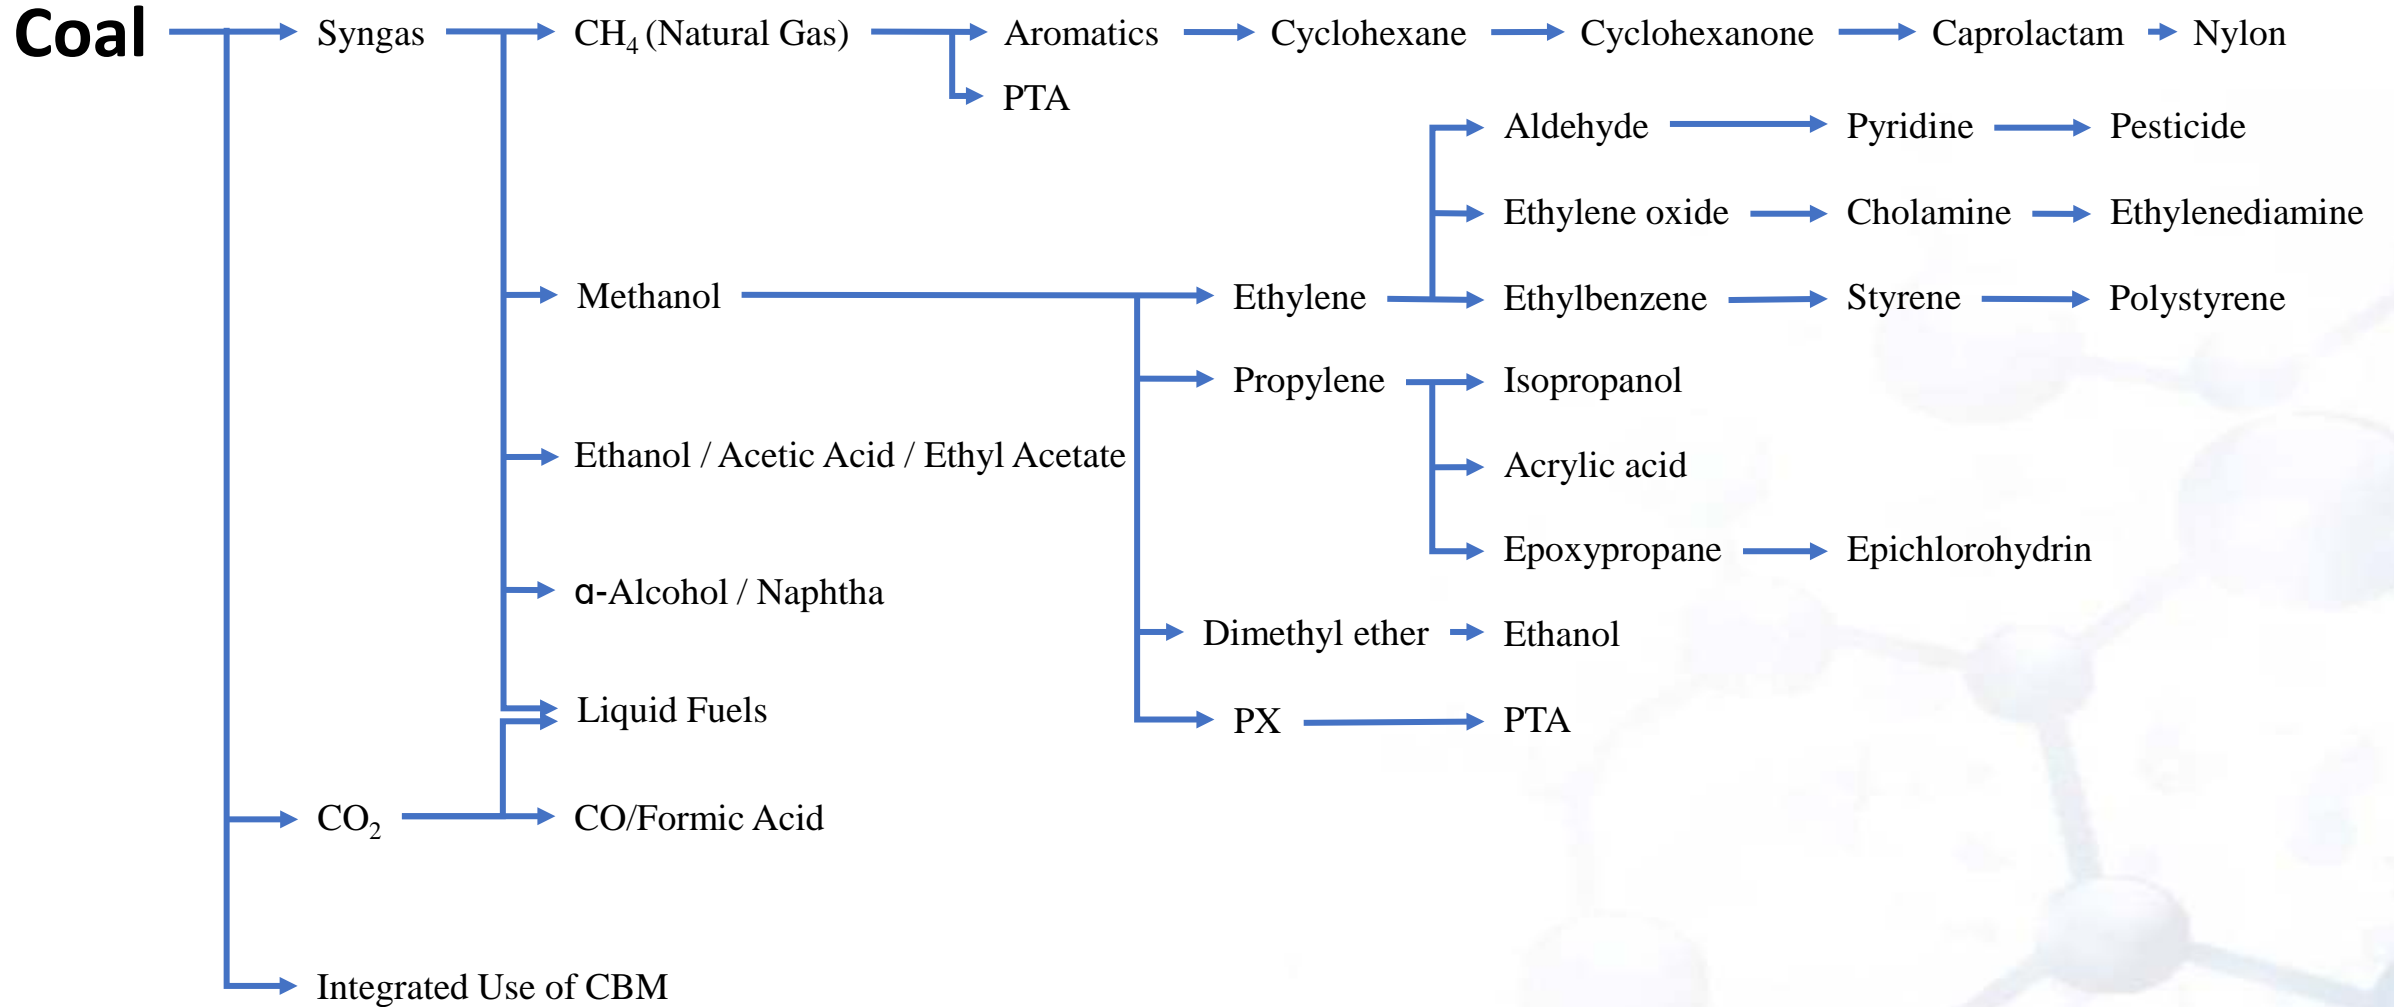 Coal
Syngas
CH₄ (Natural Gas)
Aromatics
Cyclohexane
Cyclohexanone
Caprolactam
Nylon
PTA
Aldehyde
Pyridine
Pesticide
Ethylene oxide
Cholamine
Ethylenediamine
Methanol
Ethylene
Ethylbenzene
Styrene
Polystyrene
Propylene
Isopropanol
Ethanol / Acetic Acid / Ethyl Acetate
Acrylic acid
Epoxypropane
Epichlorohydrin
ɑ-Alcohol / Naphtha
Dimethyl ether
Ethanol
Liquid Fuels
PX
PTA
CO₂
CO/Formic Acid
Integrated Use of CBM